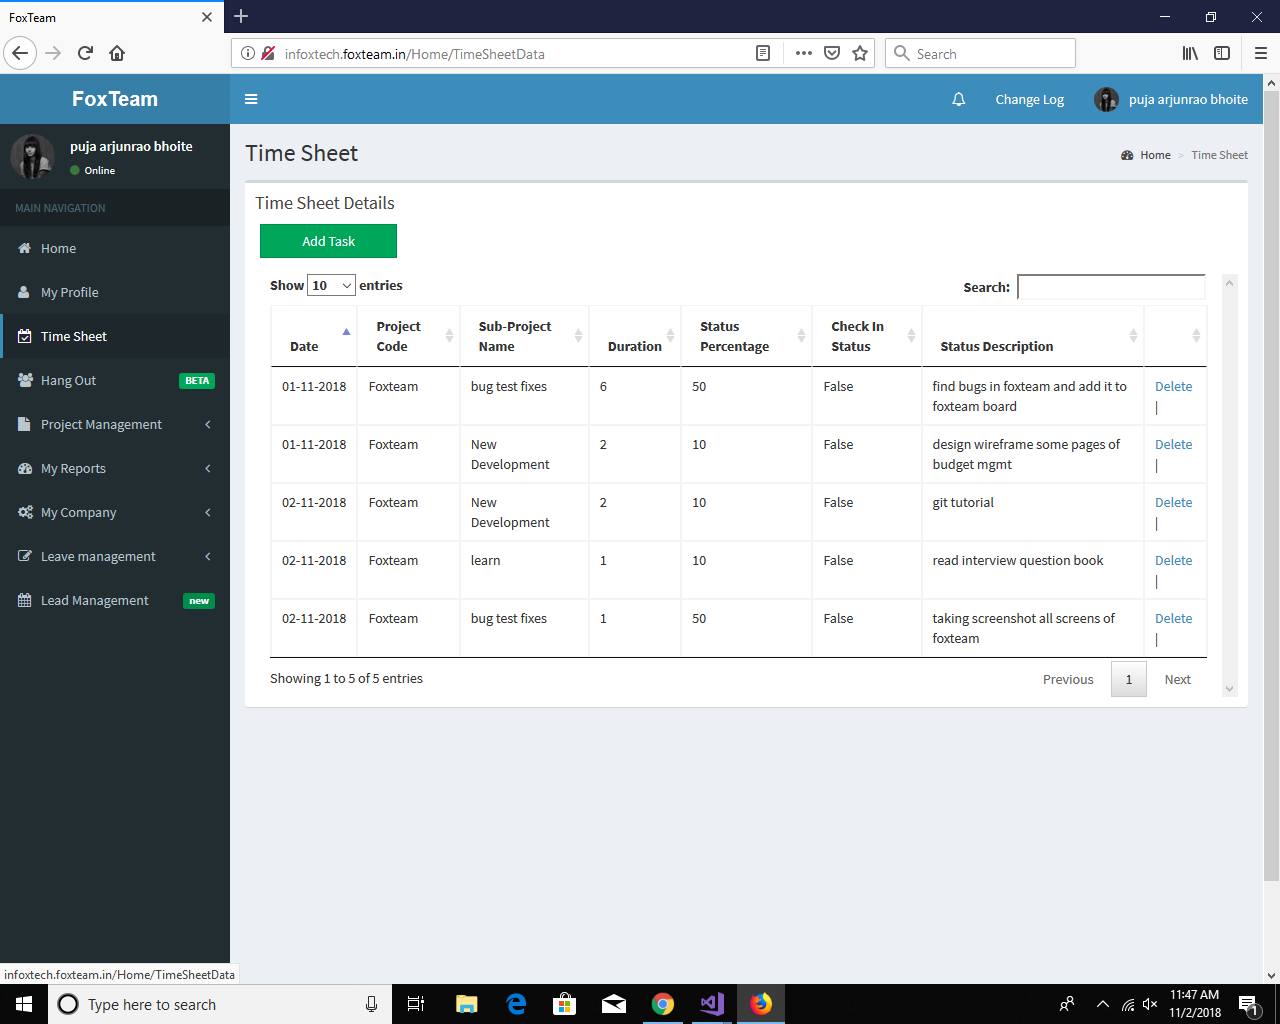 FoxTeam
infoxtech.foxteam.in/Home/TimeSheetData
Search
FoxTeam
Change Log
puja arjunrao bhoite
puja arjunrao bhoite
Online
MAIN NAVIGATION
Home
My Profile
Time Sheet
Hang Out BETA
Project Management
My Reports
My Company
Leave management
Lead Management new
Time Sheet
Home > Time Sheet
Time Sheet Details
Add Task
Show 10 entries
Search:
Date Project Code Sub-Project Name Duration Status Percentage Check In Status Status Description
01-11-2018 Foxteam bug test fixes 6 50 False find bugs in foxteam and add it to foxteam board Delete |
01-11-2018 Foxteam New Development 2 10 False design wireframe some pages of budget mgmt Delete |
02-11-2018 Foxteam New Development 2 10 False git tutorial Delete |
02-11-2018 Foxteam learn 1 10 False read interview question book Delete |
02-11-2018 Foxteam bug test fixes 1 50 False taking screenshot all screens of foxteam Delete |
Showing 1 to 5 of 5 entries
Previous 1 Next
infoxtech.foxteam.in/Home/TimeSheetData
Type here to search
11:47 AM
11/2/2018
1